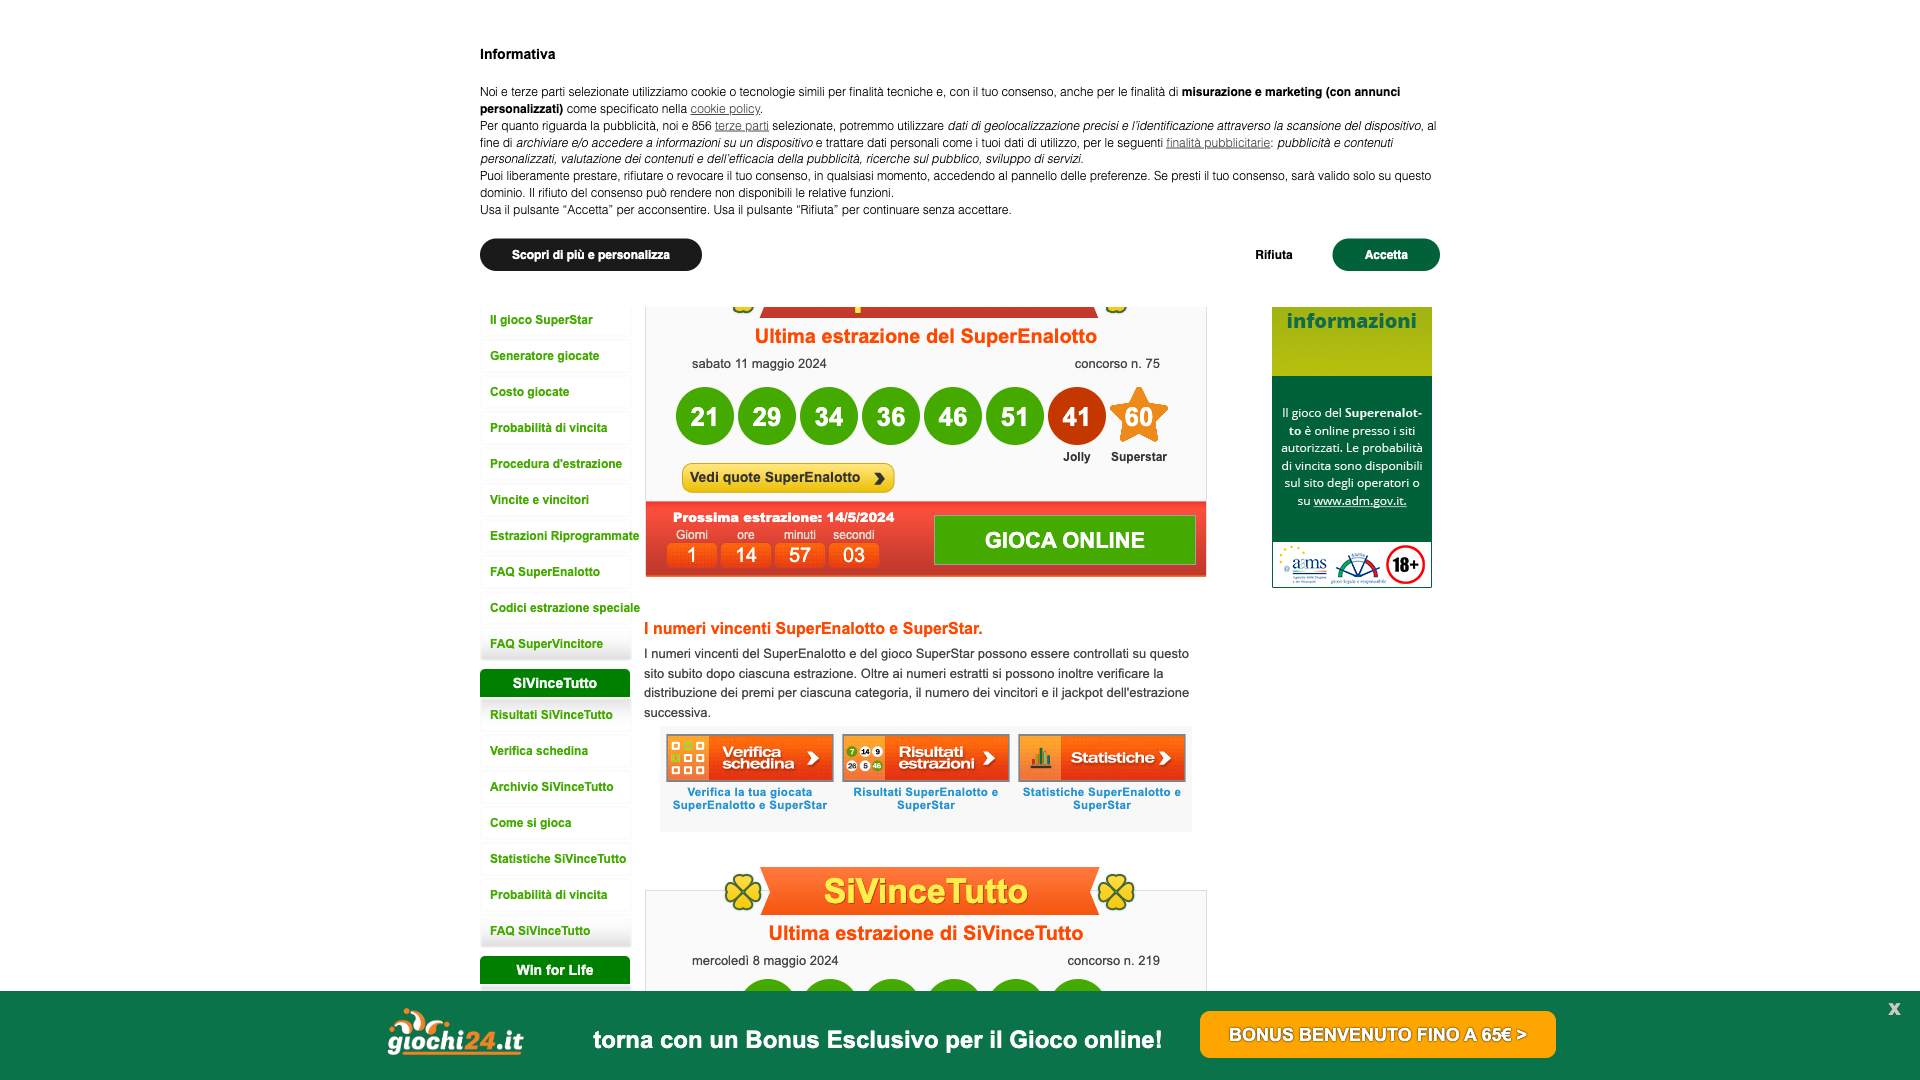 Informativa
Noi e terze parti selezionate utilizziamo cookie o tecnologie simili per finalità tecniche e, con il tuo consenso, anche per le finalità di misurazione e marketing (con annunci
personalizzati) come specificato nella cookie policy.
Per quanto riguarda la pubblicità, noi e 856 terze parti selezionate, potremmo utilizzare dati di geolocalizzazione precisi e l'identificazione attraverso la scansione del dispositivo, al
fine di archiviare e/o accedere a informazioni su un dispositivo e trattare dati personali come i tuoi dati di utilizzo, per le seguenti finalità pubblicitarie: pubblicità e contenuti
personalizzati, valutazione dei contenuti e dell'efficacia della pubblicità, ricerche sul pubblico, sviluppo di servizi.
Puoi liberamente prestare, rifiutare o revocare il tuo consenso, in qualsiasi momento, accedendo al pannello delle preferenze. Se presti il tuo consenso, sarà valido solo su questo
dominio. Il rifiuto del consenso può rendere non disponibili le relative funzioni.
Usa il pulsante “Accetta” per acconsentire. Usa il pulsante “Rifiuta” per continuare senza accettare.
Scopri di più e personalizza
Rifiuta
Accetta
Il gioco SuperStar
Generatore giocate
Costo giocate
Probabilità di vincita
Procedura d'estrazione
Vincite e vincitori
Estrazioni Riprogrammate
FAQ SuperEnalotto
Codici estrazione speciale
FAQ SuperVincitore
SiVinceTutto
Risultati SiVinceTutto
Verifica schedina
Archivio SiVinceTutto
Come si gioca
Statistiche SiVinceTutto
Probabilità di vincita
FAQ SiVinceTutto
Win for Life
Ultima estrazione del SuperEnalotto
sabato 11 maggio 2024 concorso n. 75
21 29 34 36 46 51 41 60
Jolly Superstar
Vedi quote SuperEnalotto
Prossima estrazione: 14/5/2024
Giorni ore minuti secondi
1 14 57 03
GIOCA ONLINE
I numeri vincenti SuperEnalotto e SuperStar.
I numeri vincenti del SuperEnalotto e del gioco SuperStar possono essere controllati su questo
sito subito dopo ciascuna estrazione. Oltre ai numeri estratti si possono inoltre verificare la
distribuzione dei premi per ciascuna categoria, il numero dei vincitori e il jackpot dell'estrazione
successiva.
Verifica
schedina
Verifica la tua giocata
SuperEnalotto e SuperStar
7 14 9
26 5 46
Risultati
estrazioni
Risultati SuperEnalotto e
SuperStar
Statistiche
Statistiche SuperEnalotto e
SuperStar
SiVinceTutto
Ultima estrazione di SiVinceTutto
mercoledì 8 maggio 2024 concorso n. 219
informazioni
Il gioco del Superenalot-
to è online presso i siti
autorizzati. Le probabilità
di vincita sono disponibili
sul sito degli operatori o
su www.adm.gov.it.
aams
18+
giochi24.it
torna con un Bonus Esclusivo per il Gioco online!
BONUS BENVENUTO FINO A 65€ >
x